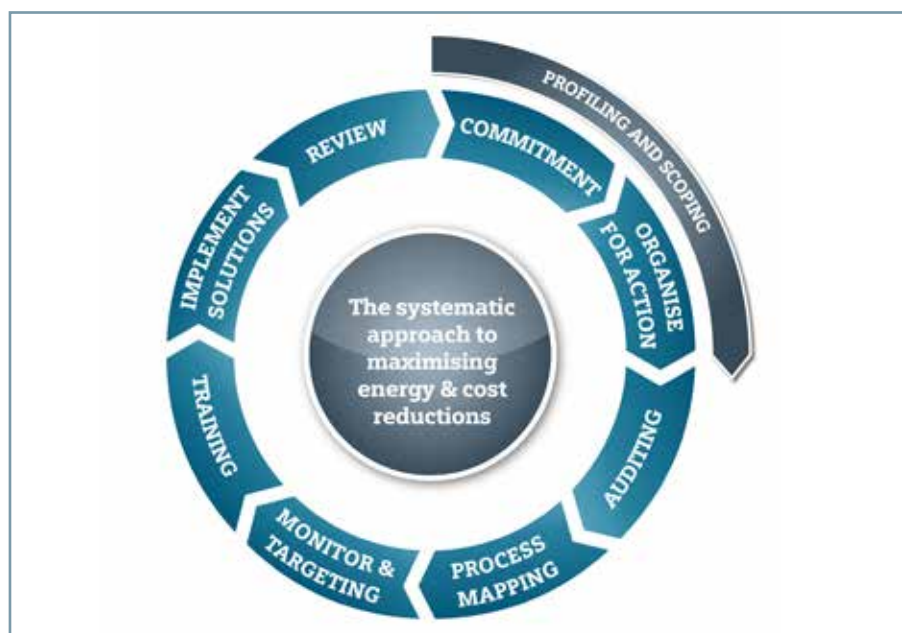 PROFILING AND SCOPING
COMMITMENT
ORGANISE
FOR ACTION
AUDITING
PROCESS
MAPPING
MONITOR &
TARGETING
TRAINING
IMPLEMENT
SOLUTIONS
REVIEW
The systematic
approach to
maximising
energy & cost
reductions